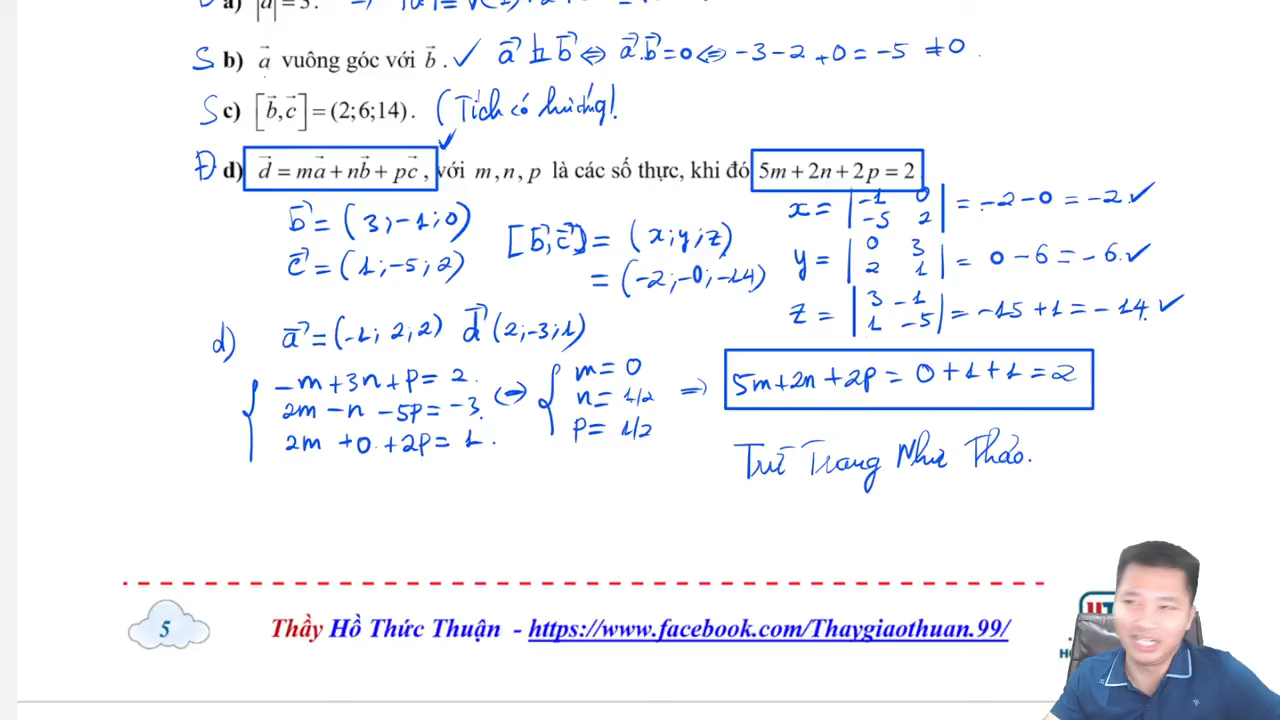 a) |a⃗| = 3.
S b) a⃗ vuông góc với b⃗. ✓ a⃗ ⊥ b⃗ ⇔ a⃗.b⃗ = 0 ⇔ -3 - 2 + 0 = -5 ≠ 0
S c) [b⃗, c⃗] = (2;6;14). (Tích có hướng!
Đ d) d⃗ = ma⃗ + nb⃗ + pc⃗, với m, n, p là các số thực, khi đó 5m + 2n + 2p = 2
b⃗ = (3; -1; 0)
c⃗ = (1; -5; 2)
[b⃗, c⃗] = (x; y; z)
= (-2; -0; -14)
x = |-1 0; -5 2| = -2 - 0 = -2. ✓
y = |0 3; 2 1| = 0 - 6 = -6. ✓
z = |3 -1; 1 -5| = -15 + 1 = -14. ✓
d) a⃗ = (-1; 2; 2) d⃗ (2; -3; 1)
{ -m + 3n + p = 2.
2m - n - 5p = -3.
2m + 0. + 2p = 1.
⇔ { m = 0
n = 1/2
p = 1/2
⇒ 5m + 2n + 2p = 0 + 1 + 1 = 2
Trang Như Thảo.
5 Thầy Hồ Thức Thuận - https://www.facebook.com/Thaygiaothuan.99/